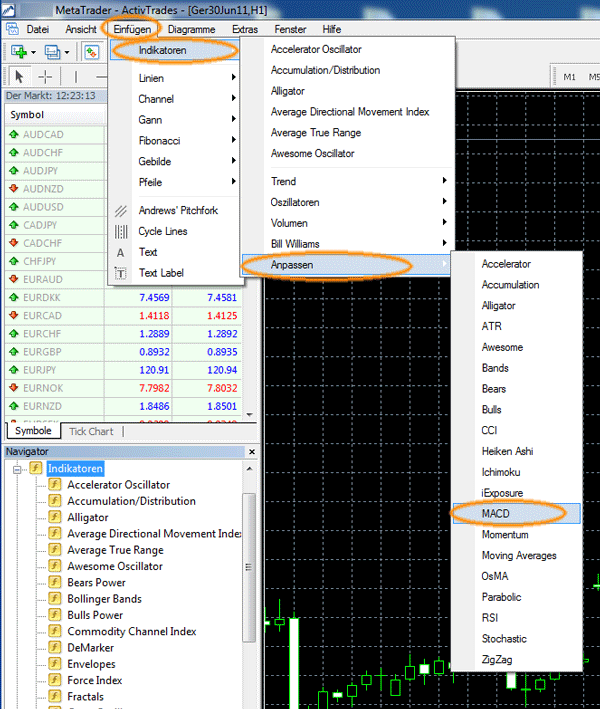 MetaTrader - ActivTrades - [Ger30Jun11,H1]
Datei Ansicht Einfügen Diagramme Extras Fenster Hilfe
M1
Der Markt: 12:23:13
Symbol
AUDCAD
AUDCHF
AUDJPY
AUDNZD
AUDUSD
CADJPY
CADCHF
CHFJPY
EURAUD
EURDKK 7.4569 7.4581
EURCAD 1.4118 1.4125
EURCHF 1.2889 1.2892
EURGBP 0.8932 0.8935
EURJPY 120.91 120.94
EURNOK 7.7982 7.8032
EURNZD 1.8486 1.8501
Symbole Tick Chart
Indikatoren
Linien
Channel
Gann
Fibonacci
Gebilde
Pfeile
Andrews' Pitchfork
Cycle Lines
Text
Text Label
Accelerator Oscillator
Accumulation/Distribution
Alligator
Average Directional Movement Index
Average True Range
Awesome Oscillator
Trend
Oszillatoren
Volumen
Bill Williams
Anpassen
Accelerator
Accumulation
Alligator
ATR
Awesome
Bands
Bears
Bulls
CCI
Heiken Ashi
Ichimoku
iExposure
MACD
Momentum
Moving Averages
OsMA
Parabolic
RSI
Stochastic
ZigZag
Navigator
Indikatoren
Accelerator Oscillator
Accumulation/Distribution
Alligator
Average Directional Movement Index
Average True Range
Awesome Oscillator
Bears Power
Bollinger Bands
Bulls Power
Commodity Channel Index
DeMarker
Envelopes
Force Index
Fractals